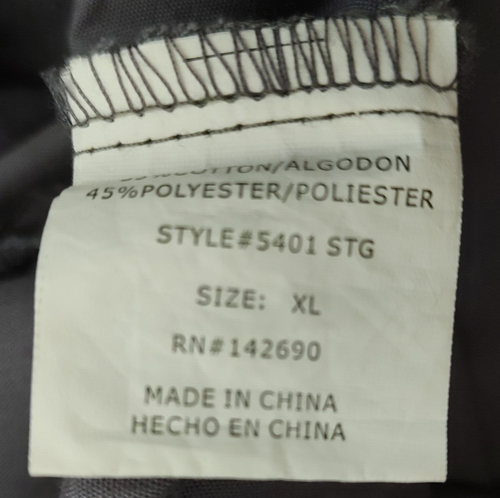 COTTON/ALGODON
45%POLYESTER/POLIESTER
STYLE#5401 STG
SIZE: XL
RN#142690
MADE IN CHINA
HECHO EN CHINA